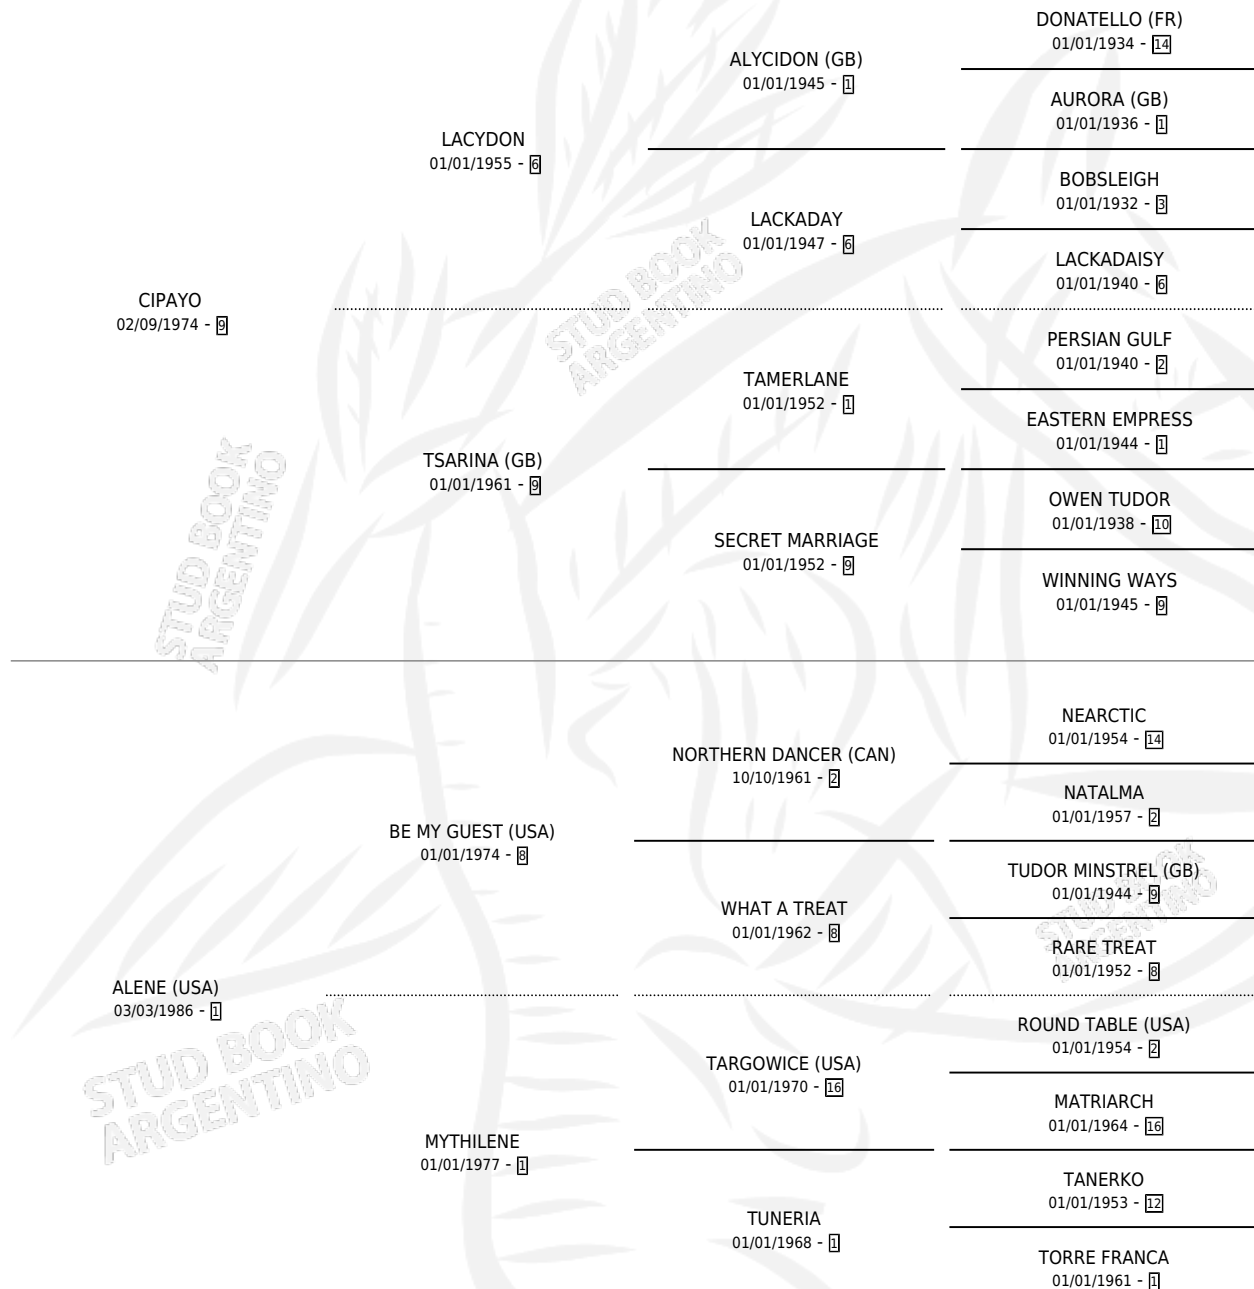 DONATELLO (FR)
01/01/1934 - 14
ALYCIDON (GB)
01/01/1945 - 1
AURORA (GB)
01/01/1936 - 1
LACYDON
01/01/1955 - 6
BOBSLEIGH
01/01/1932 - 3
LACKADAY
01/01/1947 - 6
LACKADAISY
01/01/1940 - 6
CIPAYO
02/09/1974 - 9
STUD BOOK
ARGENTINO
PERSIAN GULF
01/01/1940 - 2
TAMERLANE
01/01/1952 - 1
EASTERN EMPRESS
01/01/1944 - 1
TSARINA (GB)
01/01/1961 - 9
OWEN TUDOR
01/01/1938 - 10
SECRET MARRIAGE
01/01/1952 - 9
WINNING WAYS
01/01/1945 - 9
STUD BOOK
ARGENTINO
NEARCTIC
01/01/1954 - 14
NORTHERN DANCER (CAN)
10/10/1961 - 2
NATALMA
01/01/1957 - 2
BE MY GUEST (USA)
01/01/1974 - 8
TUDOR MINSTREL (GB)
01/01/1944 - 9
WHAT A TREAT
01/01/1962 - 8
STUD BOOK
ARGENTINO
RARE TREAT
01/01/1952 - 8
ALENE (USA)
03/03/1986 - 1
STUD BOOK
ARGENTINO
ROUND TABLE (USA)
01/01/1954 - 2
TARGOWICE (USA)
01/01/1970 - 16
MATRIARCH
01/01/1964 - 16
MYTHILENE
01/01/1977 - 1
TANERKO
01/01/1953 - 12
TUNERIA
01/01/1968 - 1
TORRE FRANCA
01/01/1961 - 1